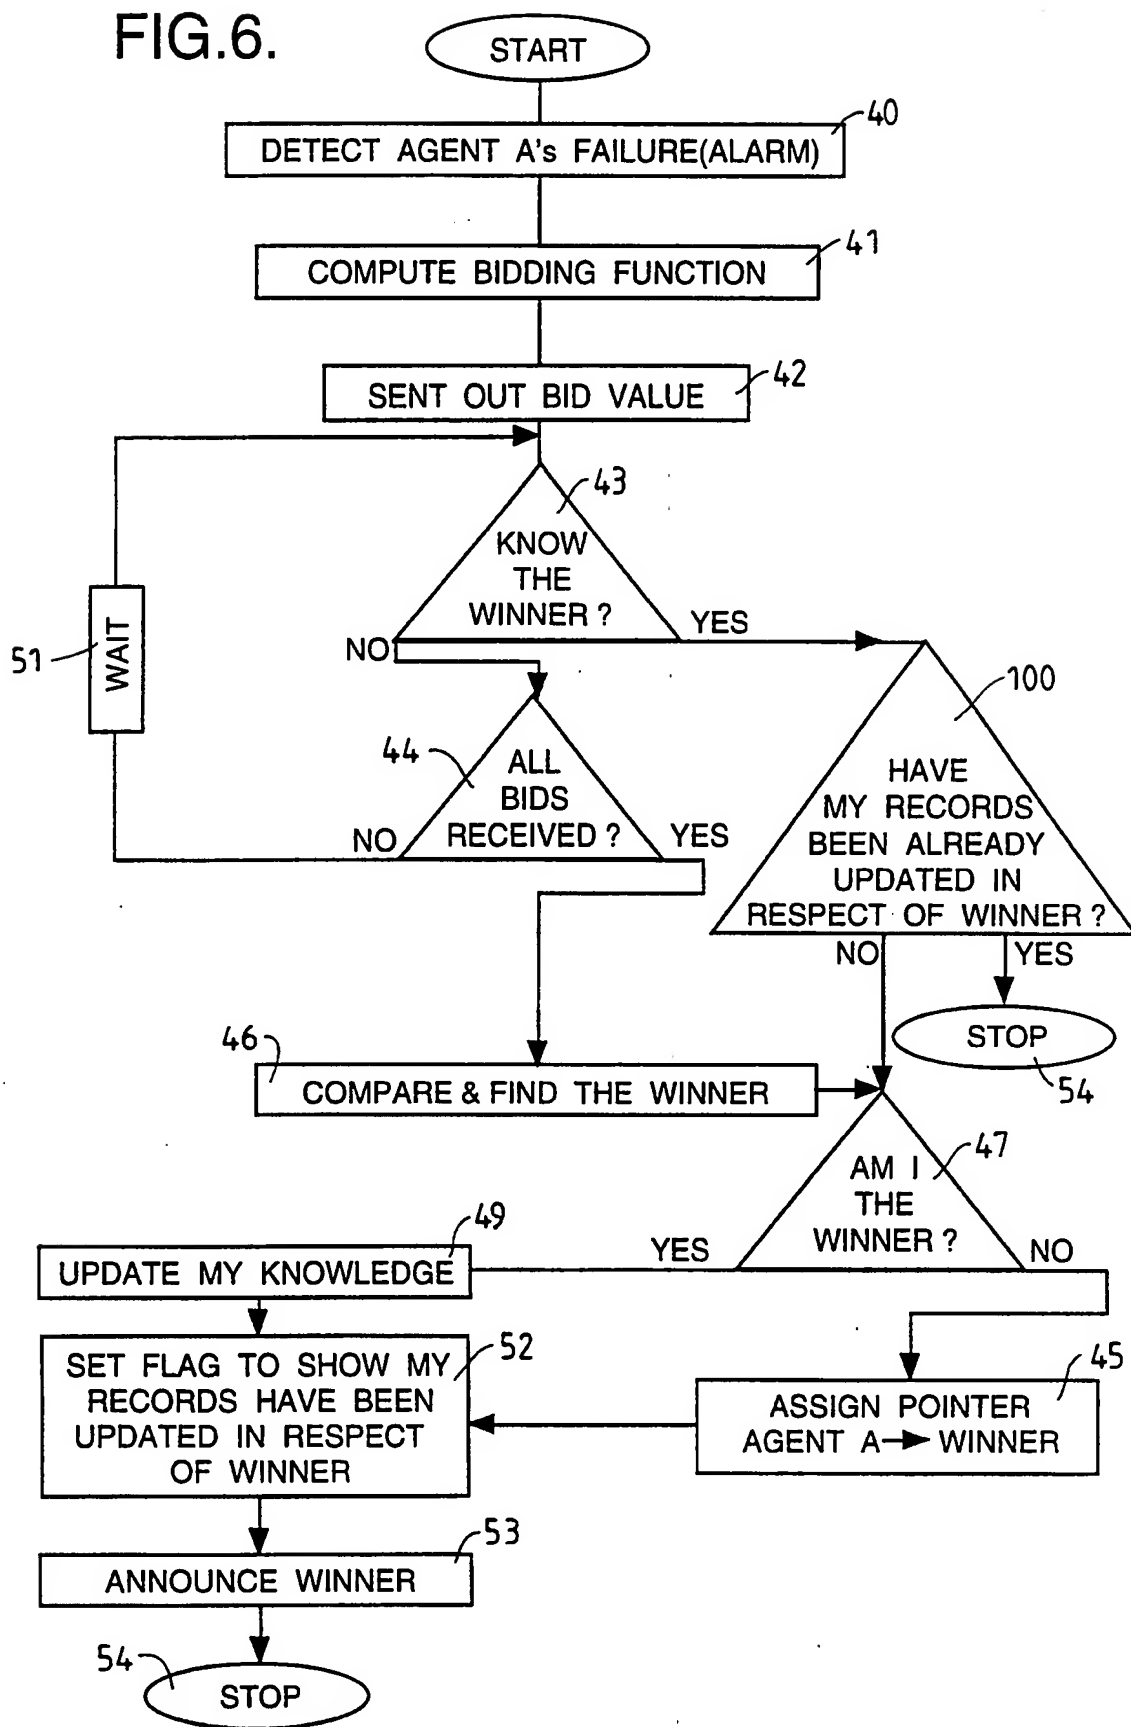 FIG.6.
START
40
DETECT AGENT A's FAILURE(ALARM)
41
COMPUTE BIDDING FUNCTION
42
SENT OUT BID VALUE
43
KNOW
THE
WINNER ?
NO
YES
51
WAIT
100
44
ALL
BIDS
RECEIVED ?
NO
YES
HAVE
MY RECORDS
BEEN ALREADY
UPDATED IN
RESPECT OF WINNER ?
NO
YES
STOP
54
46
COMPARE & FIND THE WINNER
47
AM I
THE
WINNER ?
YES
NO
49
UPDATE MY KNOWLEDGE
52
SET FLAG TO SHOW MY
RECORDS HAVE BEEN
UPDATED IN RESPECT
OF WINNER
45
ASSIGN POINTER
AGENT A → WINNER
53
ANNOUNCE WINNER
54
STOP